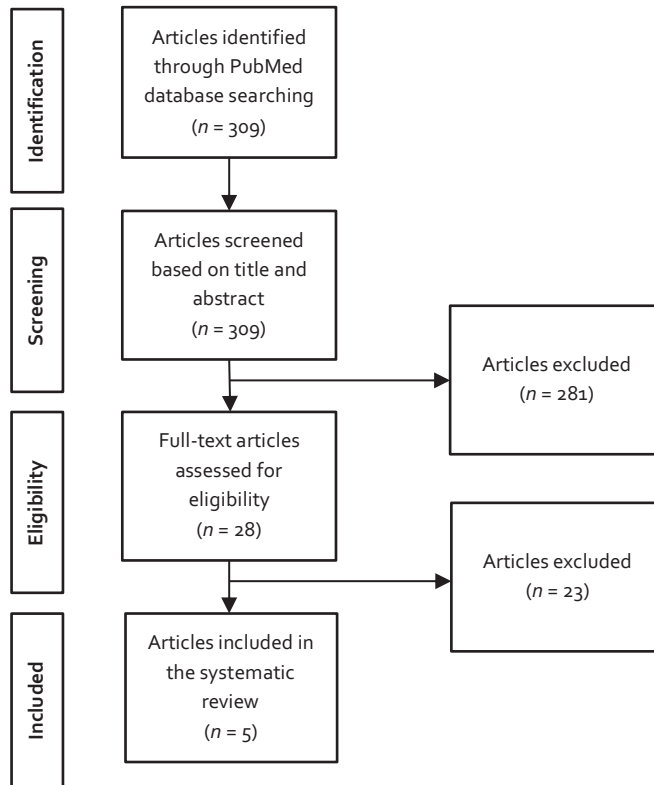 Identification
Articles identified
through PubMed
database searching
(n = 309)
Screening
Articles screened
based on title and
abstract
(n = 309)
Articles excluded
(n = 281)
Eligibility
Full-text articles
assessed for
eligibility
(n = 28)
Articles excluded
(n = 23)
Included
Articles included in
the systematic
review
(n = 5)